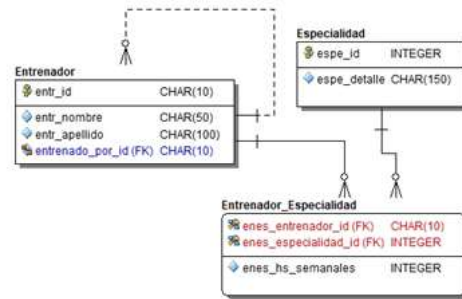 Entrenador
entr_id CHAR(10)
entr_nombre CHAR(50)
entr_apellido CHAR(100)
entrenado_por_id (FK) CHAR(10)
Especialidad
espe_id INTEGER
espe_detalle CHAR(150)
Entrenador_Especialidad
enes_entrenador_id (FK) CHAR(10)
enes_especialidad_id (FK) INTEGER
enes_hs_semanales INTEGER